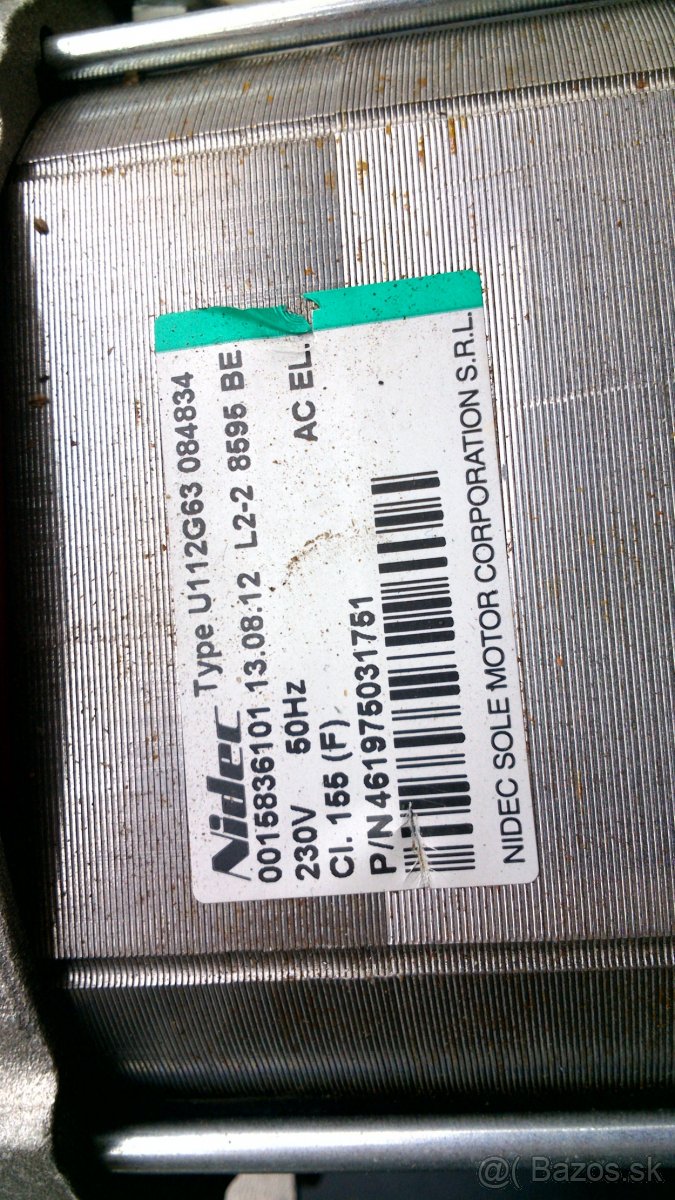 Nidec Type U112G63 084834
0015836101 13.08.12 L2-2 8595 BE.
230V 50Hz AC EL.
Cl. 155 (F)
P/N 461975031751
NIDEC SOLE MOTOR CORPORATION S.R.L.
@( Bazos.sk